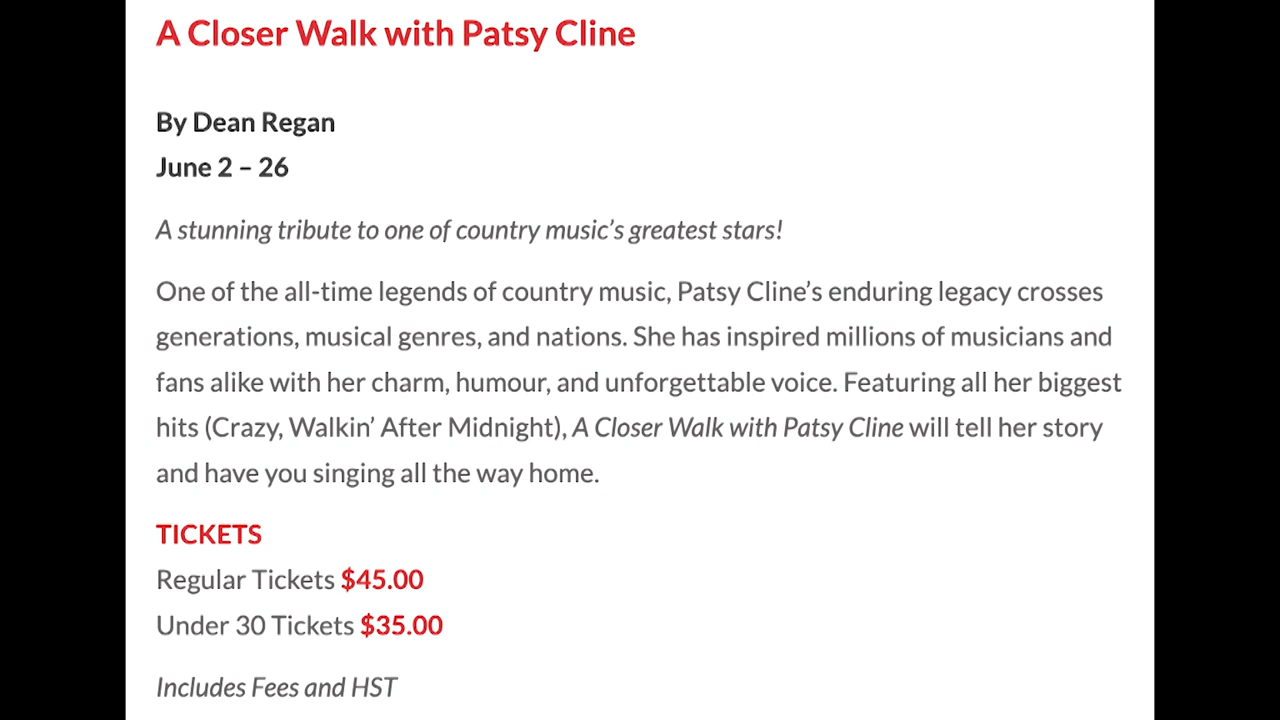 A Closer Walk with Patsy Cline
By Dean Regan
June 2 – 26
A stunning tribute to one of country music’s greatest stars!
One of the all-time legends of country music, Patsy Cline’s enduring legacy crosses
generations, musical genres, and nations. She has inspired millions of musicians and
fans alike with her charm, humour, and unforgettable voice. Featuring all her biggest
hits (Crazy, Walkin’ After Midnight), A Closer Walk with Patsy Cline will tell her story
and have you singing all the way home.
TICKETS
Regular Tickets $45.00
Under 30 Tickets $35.00
Includes Fees and HST